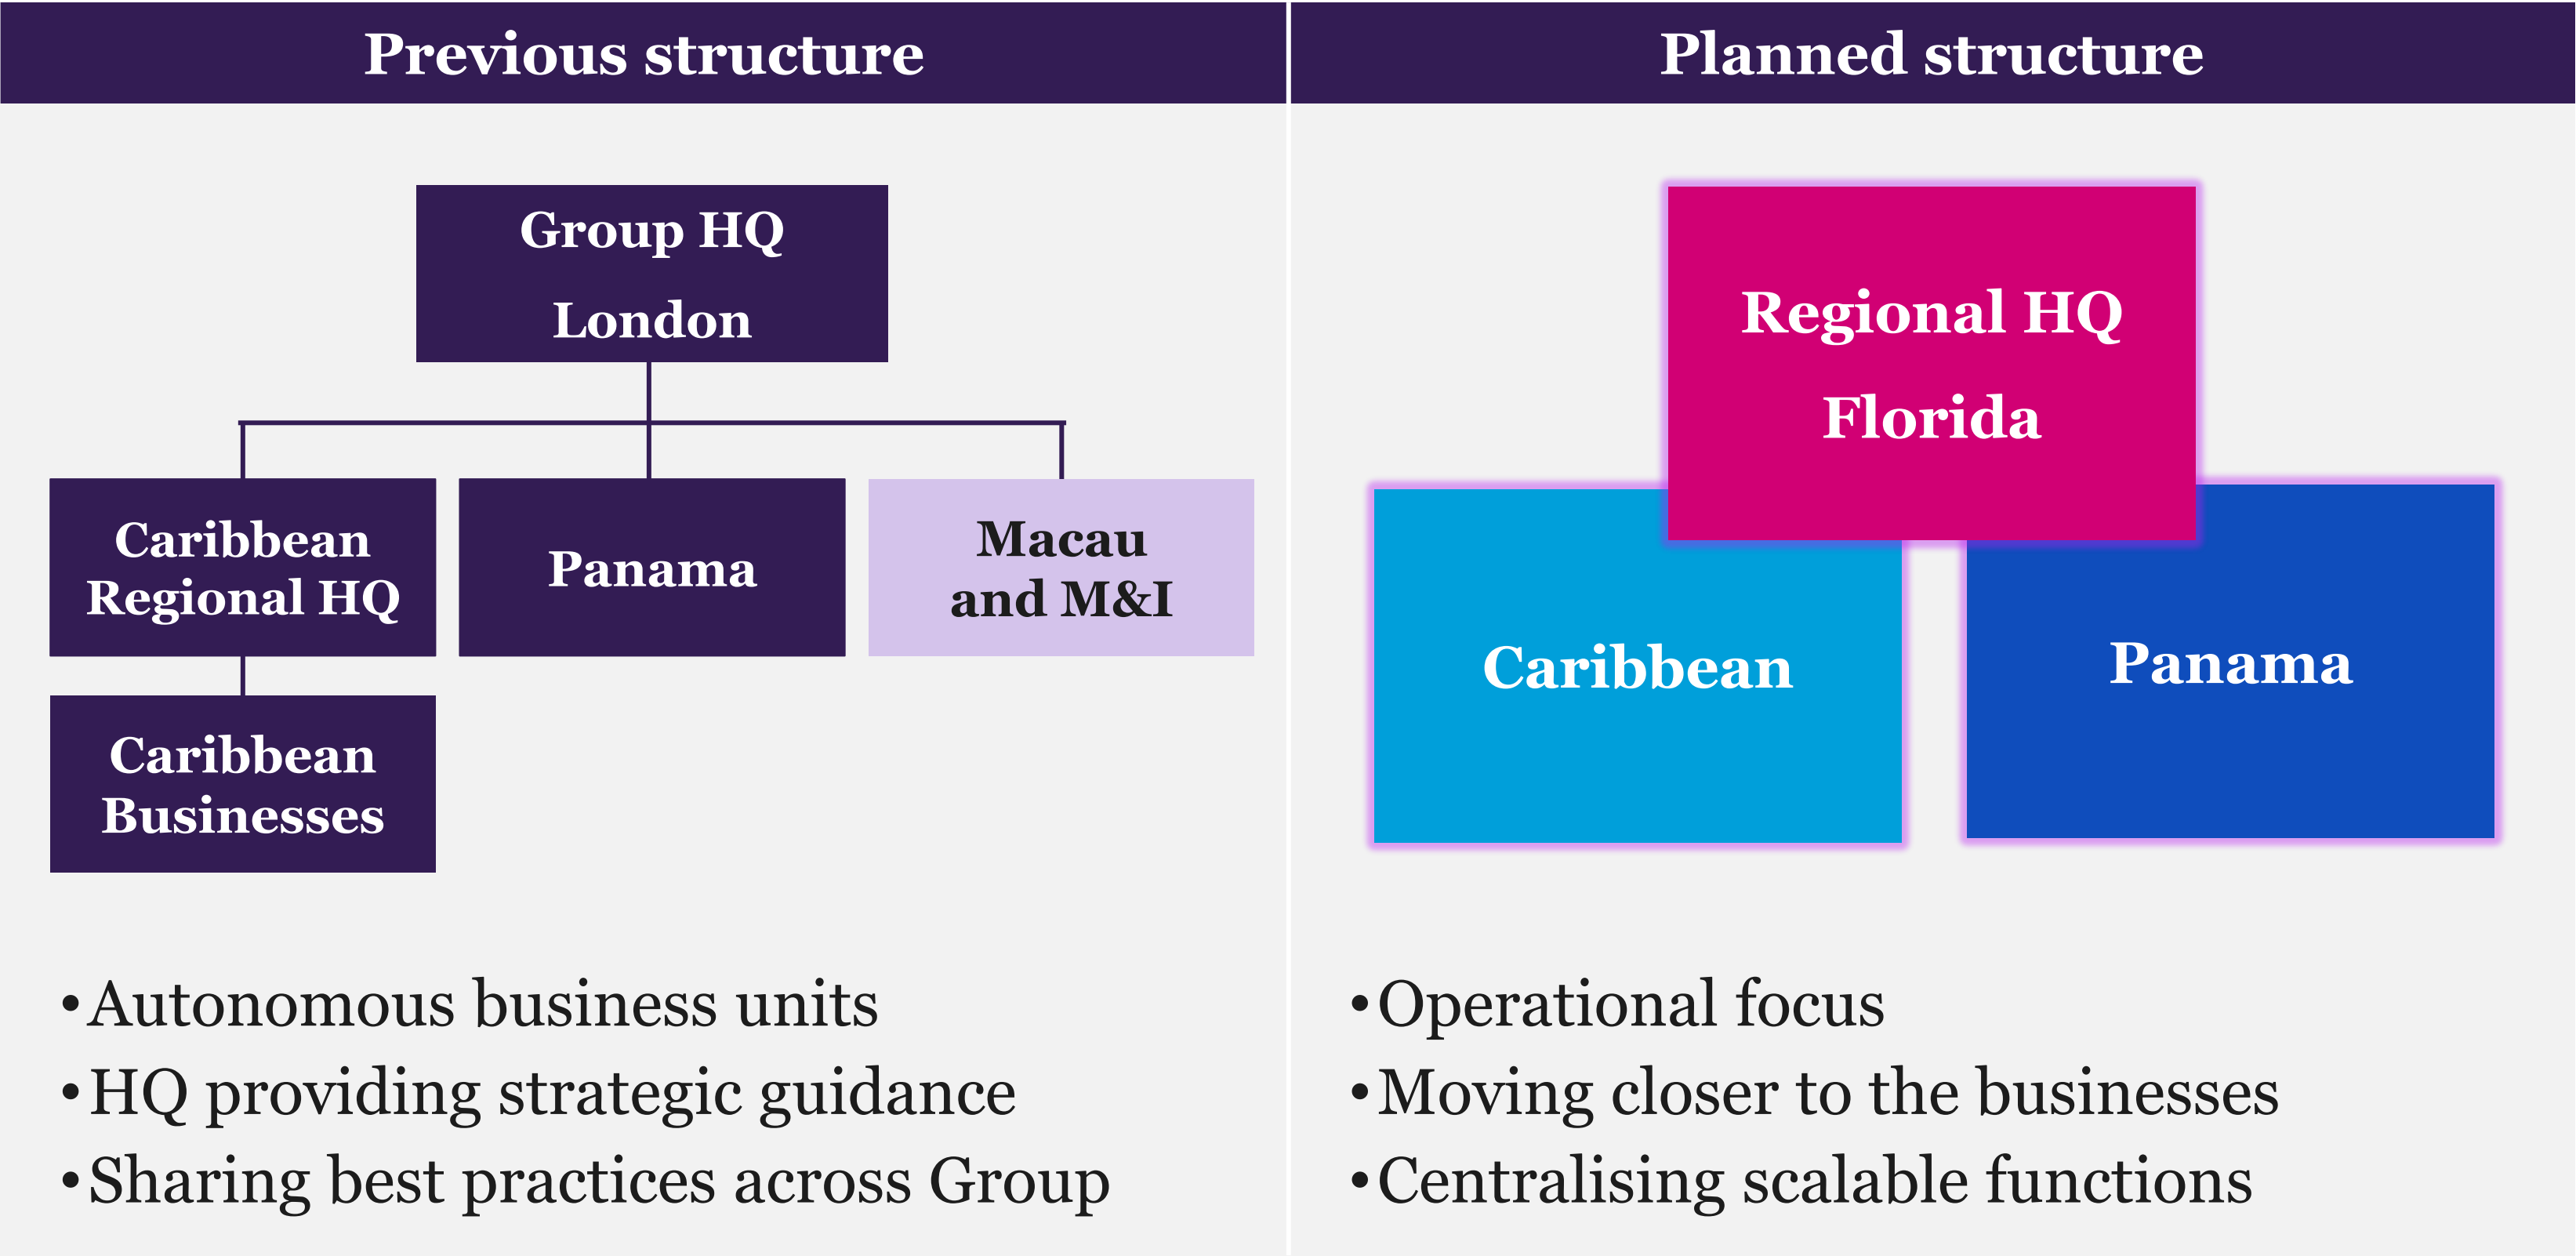 Previous structure
Group HQ
London
Caribbean
Regional HQ
Panama
Macau
and M&I
Caribbean
Businesses
•Autonomous business units
•HQ providing strategic guidance
•Sharing best practices across Group
Planned structure
Regional HQ
Florida
Caribbean
Panama
•Operational focus
•Moving closer to the businesses
•Centralising scalable functions